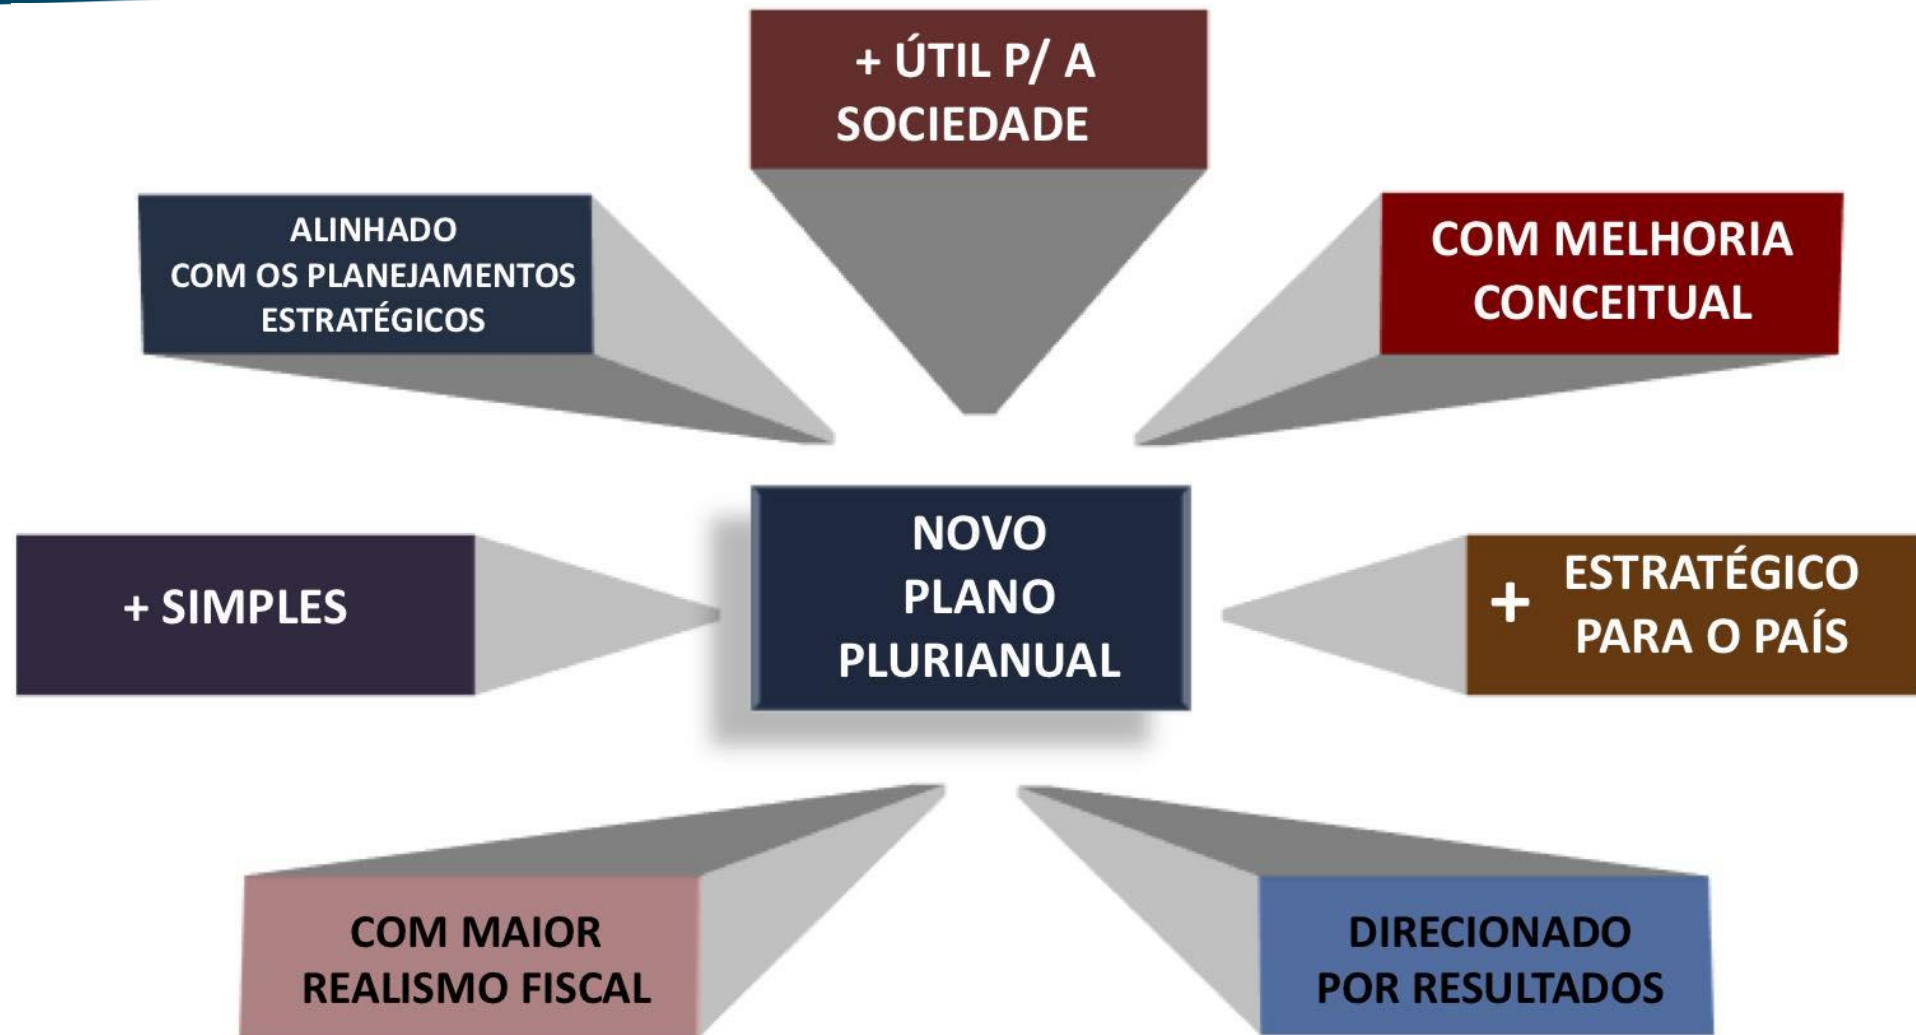 + ÚTIL P/ A
SOCIEDADE
ALINHADO
COM OS PLANEJAMENTOS
ESTRATÉGICOS
COM MELHORIA
CONCEITUAL
+ SIMPLES
NOVO
PLANO
PLURIANUAL
+ ESTRATÉGICO
PARA O PAÍS
COM MAIOR
REALISMO FISCAL
DIRECIONADO
POR RESULTADOS